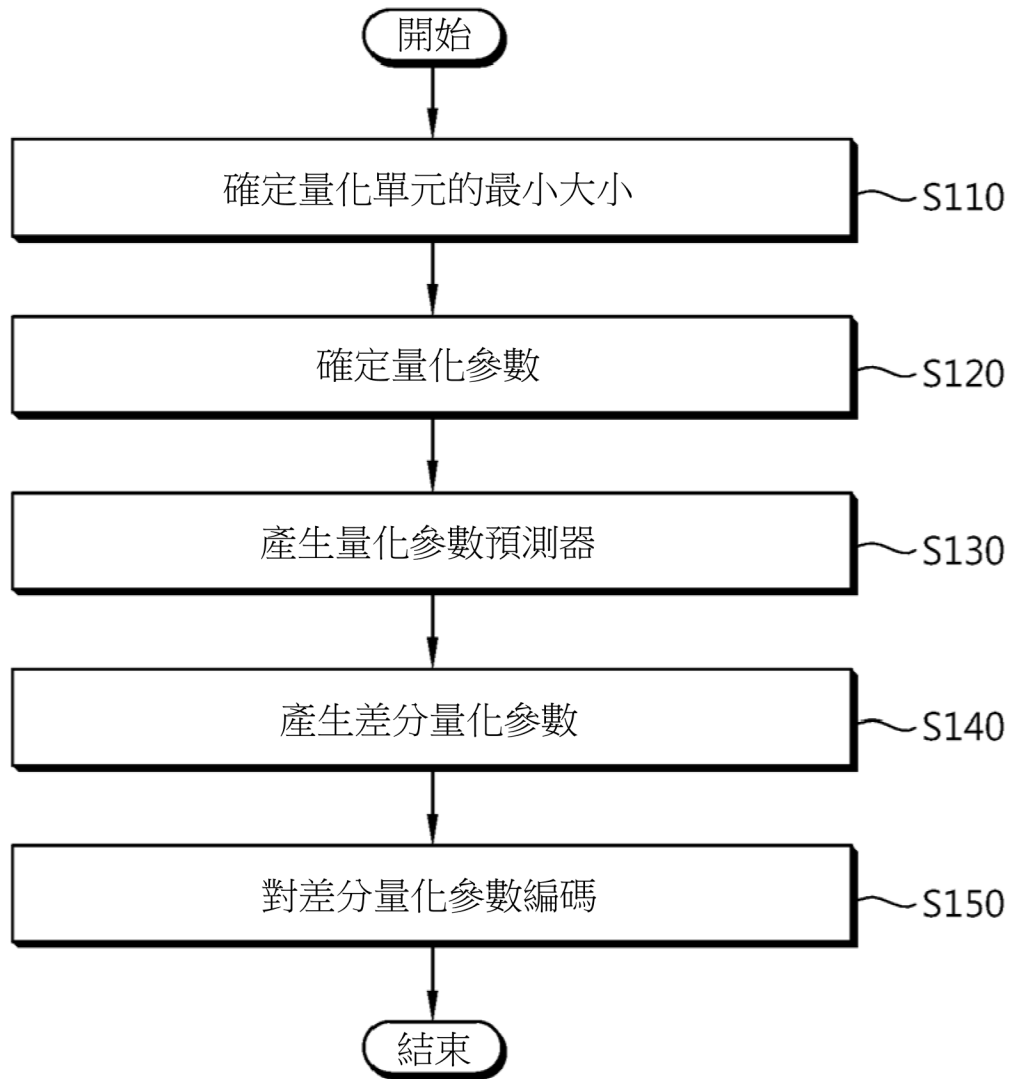 開始
確定量化單元的最小大小
S110
確定量化參數
S120
產生量化參數預測器
S130
產生差分量化參數
S140
對差分量化參數編碼
S150
結束